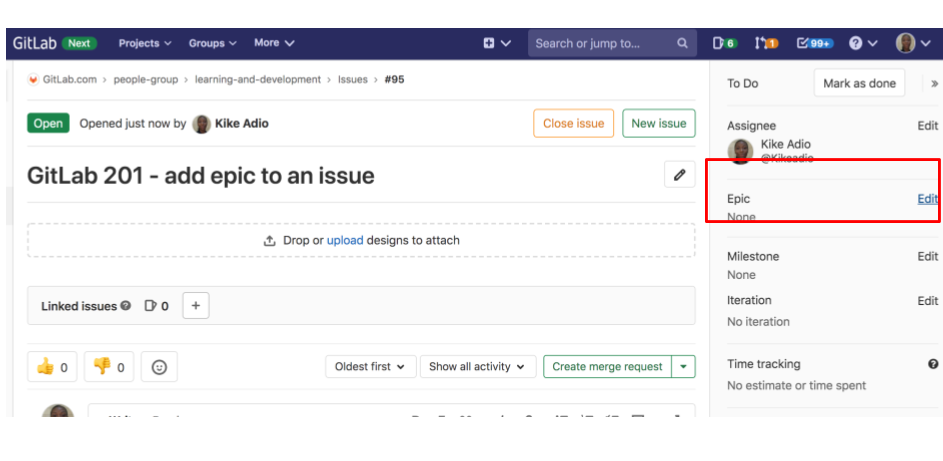 GitLab Next Projects Groups More Search or jump to... 6 1 99+
GitLab.com › people-group › learning-and-development › Issues › #95
To Do Mark as done »
Open Opened just now by Kike Adio Close issue New issue
Assignee Edit
Kike Adio
@Kikeadio
GitLab 201 - add epic to an issue
Epic Edit
None
Drop or upload designs to attach
Milestone Edit
None
Linked issues 0 +
Iteration Edit
No iteration
0 0 Oldest first Show all activity Create merge request
Time tracking
No estimate or time spent